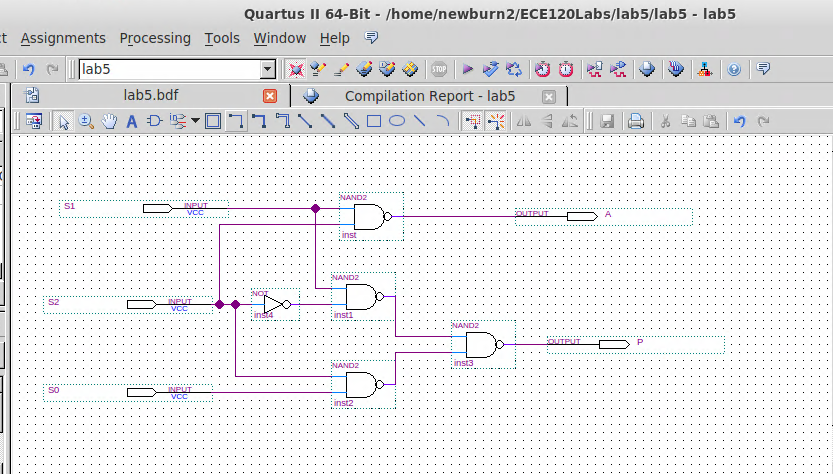 Quartus II 64-Bit - /home/newburn2/ECE120Labs/lab5/lab5 - lab5
ct Assignments Processing Tools Window Help
lab5
STOP
lab5.bdf Compilation Report - lab5
A
NAND2
S1 INPUT
VCC
OUTPUT A
inst
NAND2
NOT
S2 INPUT
VCC
inst4
inst1
NAND2
OUTPUT P
inst3
NAND2
S0 INPUT
VCC
inst2